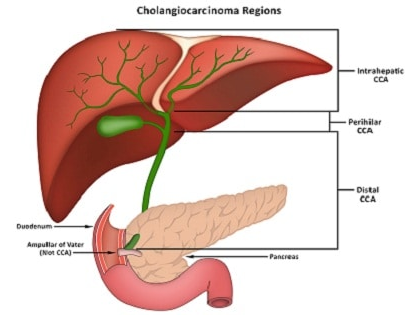 Cholangiocarcinoma Regions
Intrahepatic
CCA
Perihilar
CCA
Distal
CCA
Duodenum
Ampullar of Vater
(Not CCA)
Pancreas